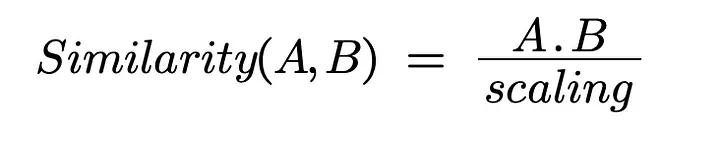 Similarity(A,B) = A.B / scaling